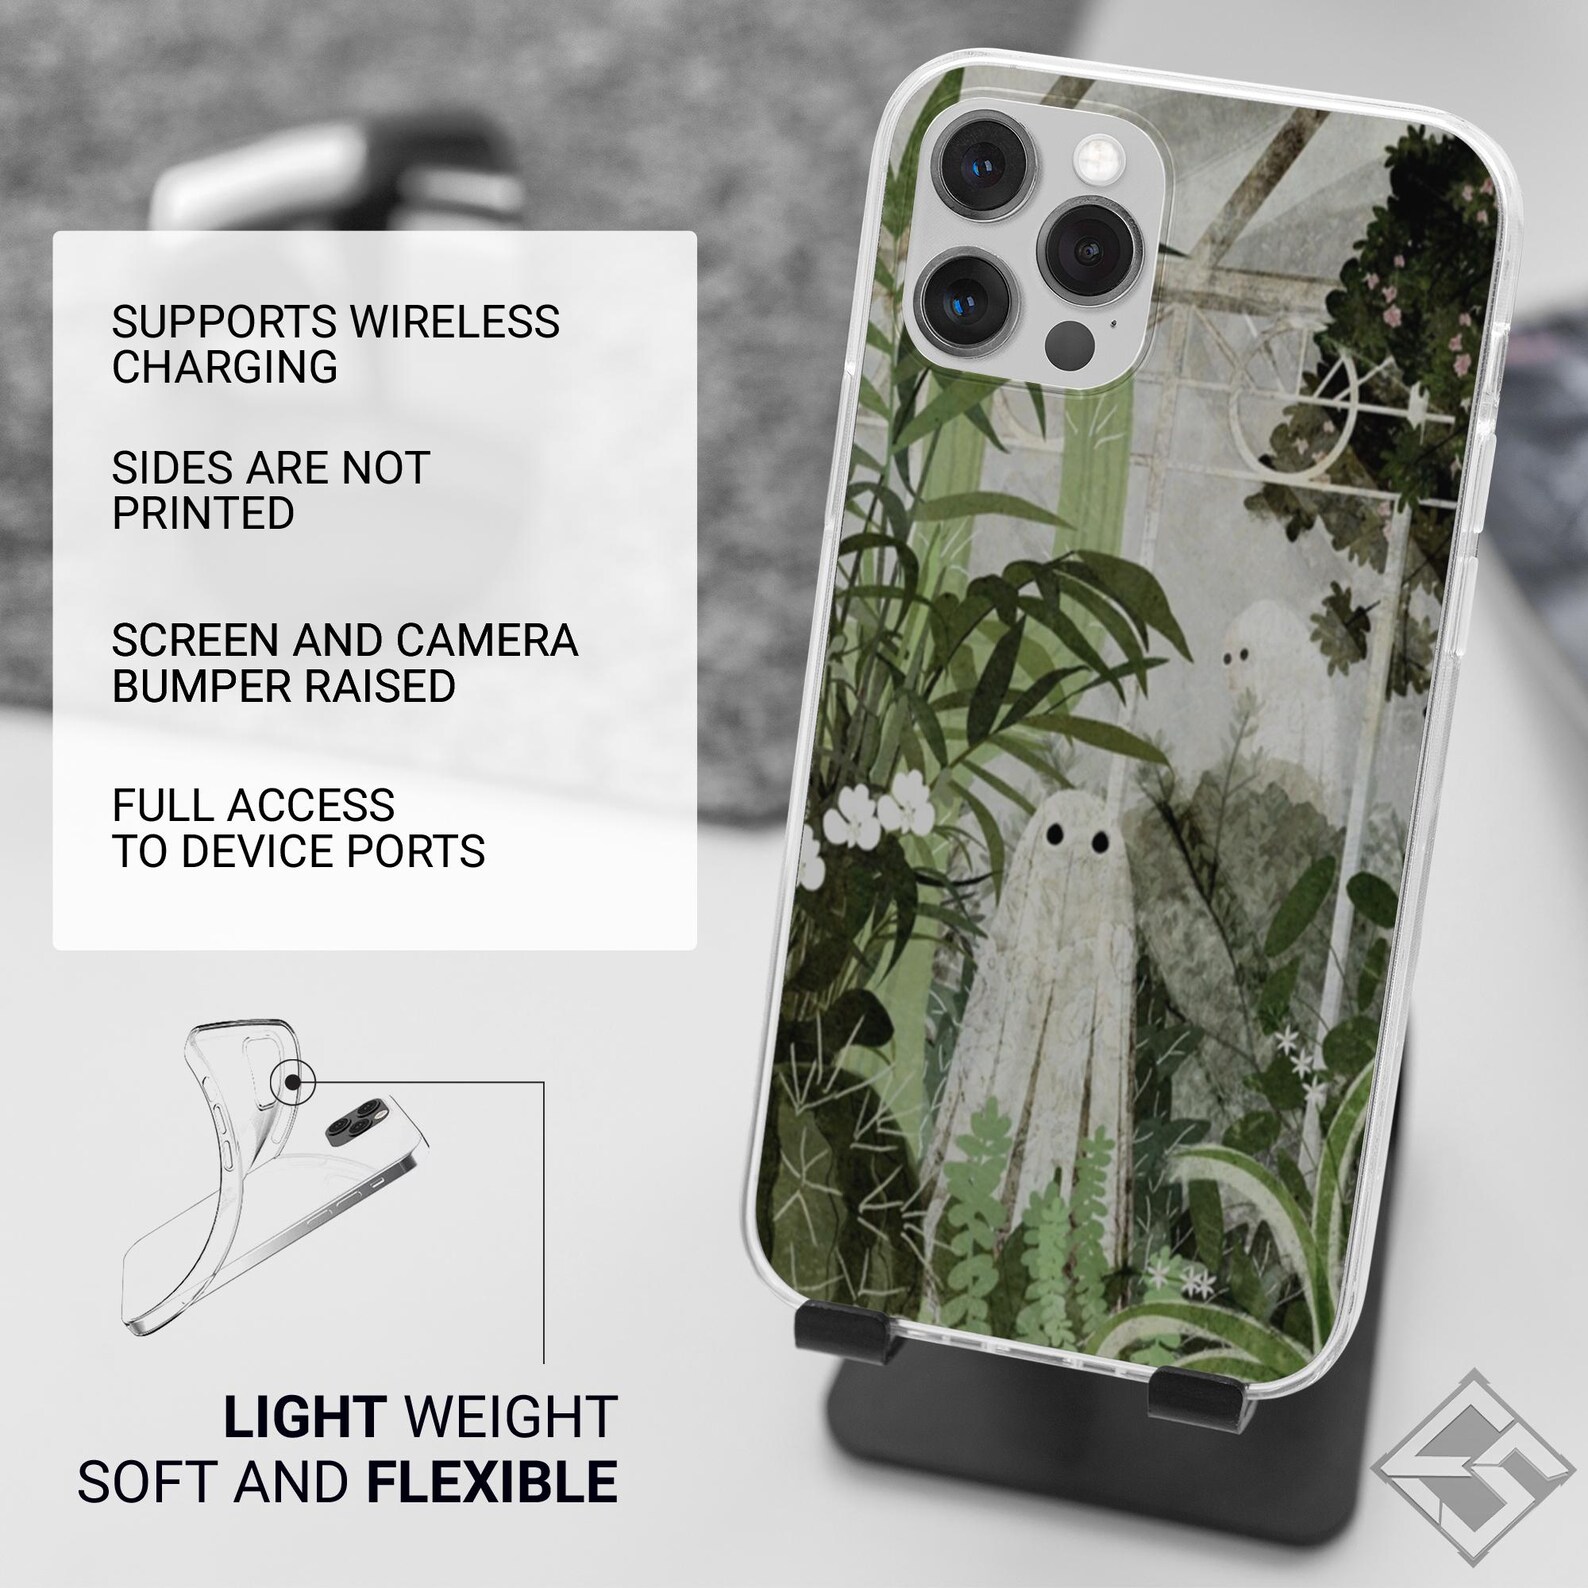 SUPPORTS WIRELESS
CHARGING
SIDES ARE NOT
PRINTED
SCREEN AND CAMERA
BUMPER RAISED
FULL ACCESS
TO DEVICE PORTS
LIGHT WEIGHT
SOFT AND FLEXIBLE